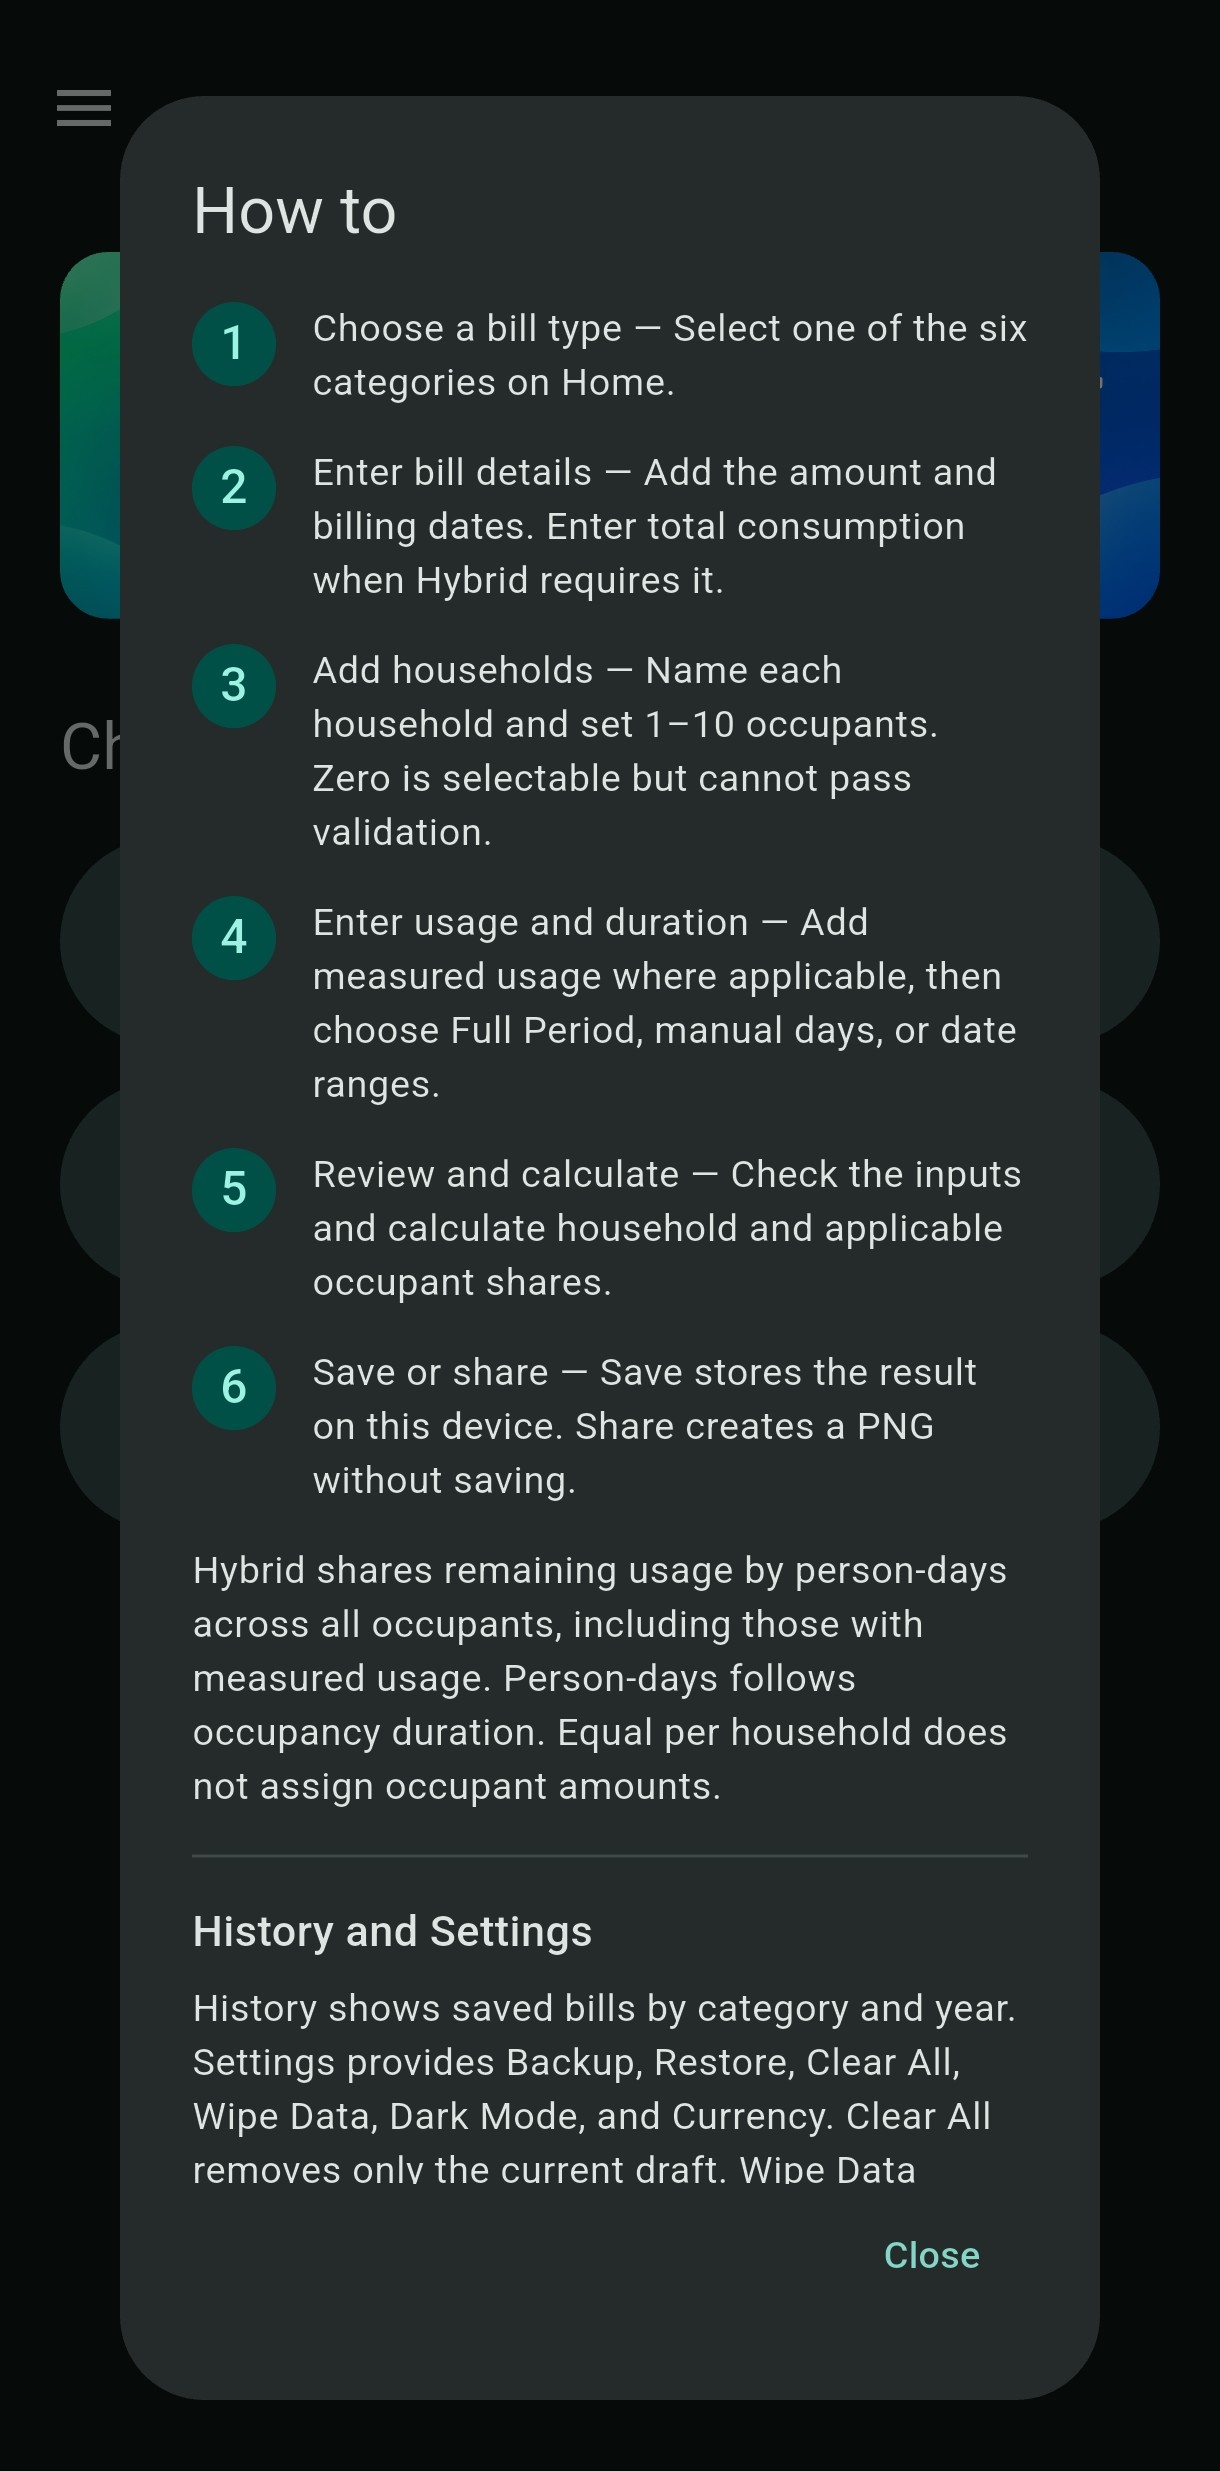 How to
1
Choose a bill type — Select one of the six
categories on Home.
2
Enter bill details — Add the amount and
billing dates. Enter total consumption
when Hybrid requires it.
3
Add households — Name each
household and set 1–10 occupants.
Zero is selectable but cannot pass
validation.
4
Enter usage and duration — Add
measured usage where applicable, then
choose Full Period, manual days, or date
ranges.
5
Review and calculate — Check the inputs
and calculate household and applicable
occupant shares.
6
Save or share — Save stores the result
on this device. Share creates a PNG
without saving.
Hybrid shares remaining usage by person-days
across all occupants, including those with
measured usage. Person-days follows
occupancy duration. Equal per household does
not assign occupant amounts.
History and Settings
History shows saved bills by category and year.
Settings provides Backup, Restore, Clear All,
Wipe Data, Dark Mode, and Currency. Clear All
removes only the current draft. Wipe Data
Close